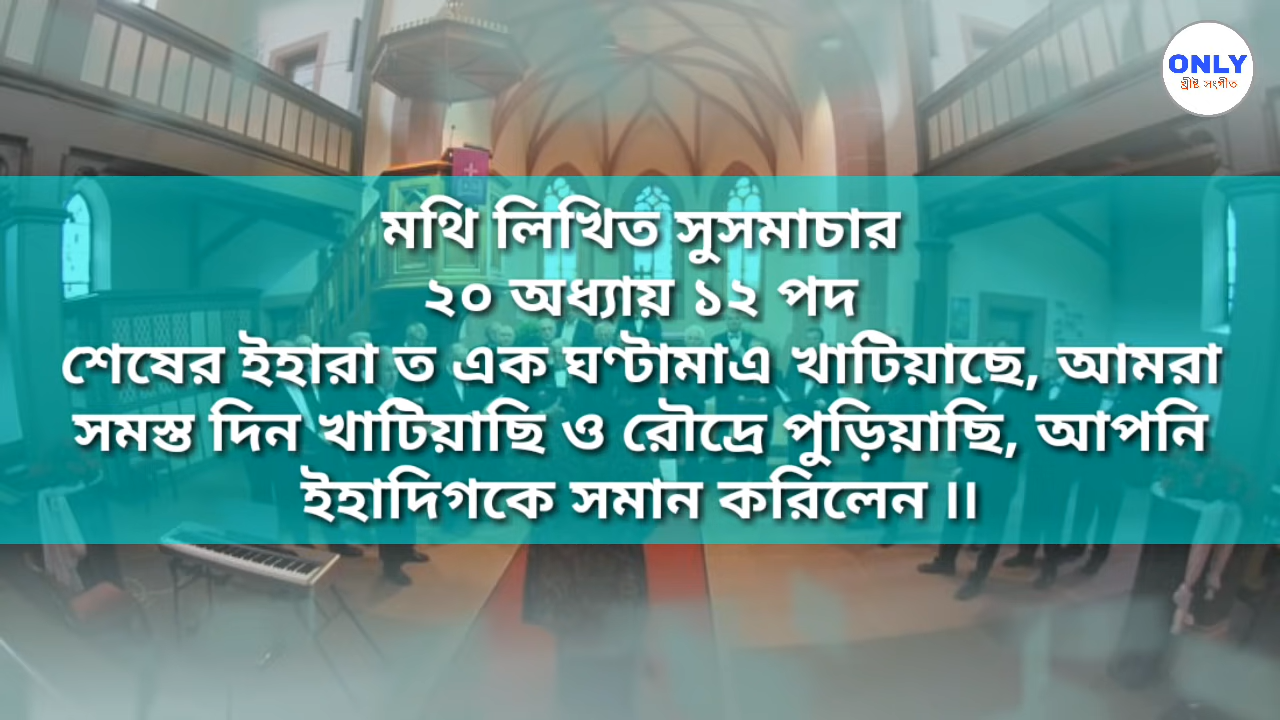 ONLY
খ্রীষ্ট সংগীত
মথি লিখিত সুসমাচার
২০ অধ্যায় ১২ পদ
শেষের ইহারা ত এক ঘণ্টামাএ খাটিয়াছে, আমরা
সমস্ত দিন খাটিয়াছি ও রৌদ্রে পুড়িয়াছি, আপনি
ইহাদিগকে সমান করিলেন ।।